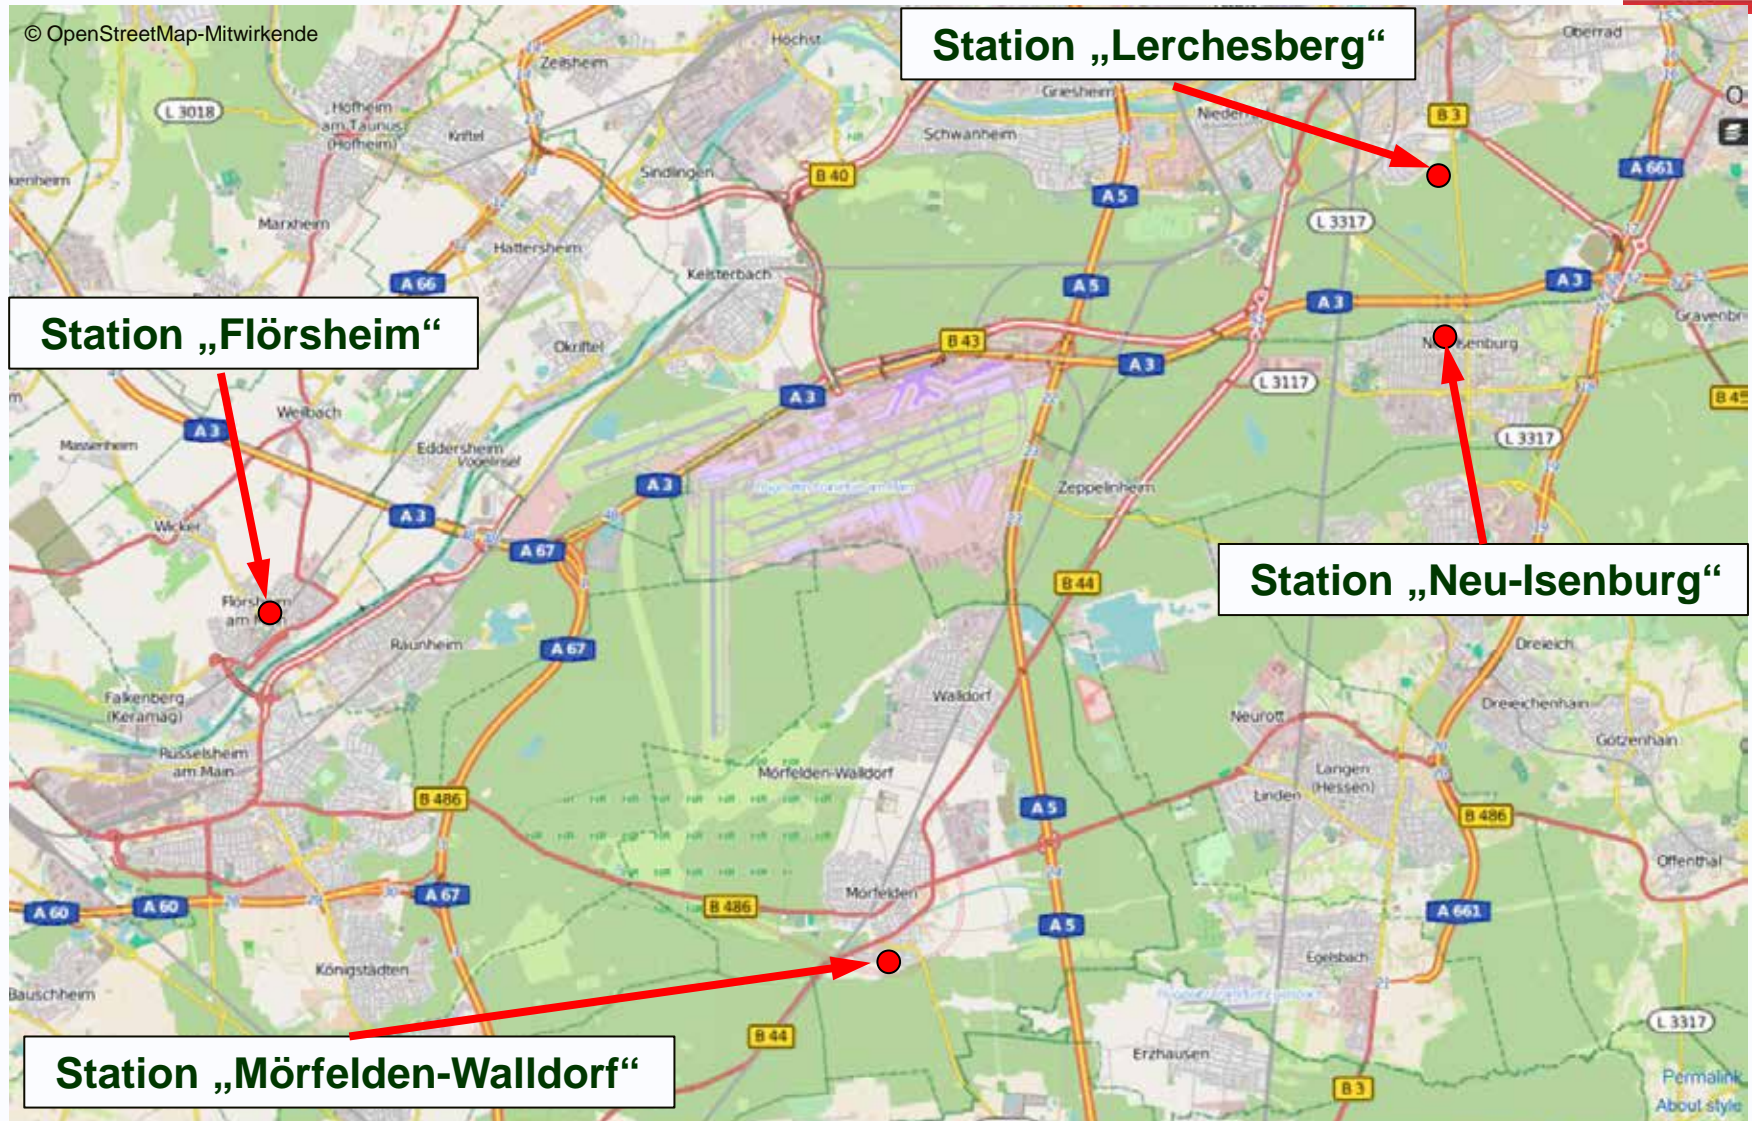 © OpenStreetMap-Mitwirkende
Station „Lerchesberg“
Station „Flörsheim“
Station „Neu-Isenburg“
Station „Mörfelden-Walldorf“
Höchst
Oberrad
Zeilsheim
Griesheim
L 3018
Hofheim
am Taunus
(Hofheim)
Kriftel
Schwanheim
B 3
Sindlingen
B 40
A 661
A 5
Marxheim
L 3317
Hattersheim
Kelsterbach
A 66
A 5
A 3
A 3
Okriftel
B 43
A 3
L 3117
A 3
Weilbach
A 3
Massenheim
Eddersheim
Vogelinsel
L 3317
A 3
Zeppelinheim
Wicker
A 3
A 67
B 44
Raunheim
A 67
Dreieich
Falkenberg
(Keramag)
Walldorf
Neurott
Dreieichenhain
Götzenhain
Rüsselsheim
am Main
Mörfelden-Walldorf
Langen
(Hessen)
Linden
B 486
A 5
B 486
Offenthal
Mörfelden
A 67
A 60
A 60
B 486
A 5
A 661
Egelsbach
Königstädten
Bauschheim
L 3317
B 44
Erzhausen
B 3
Permalink
About style